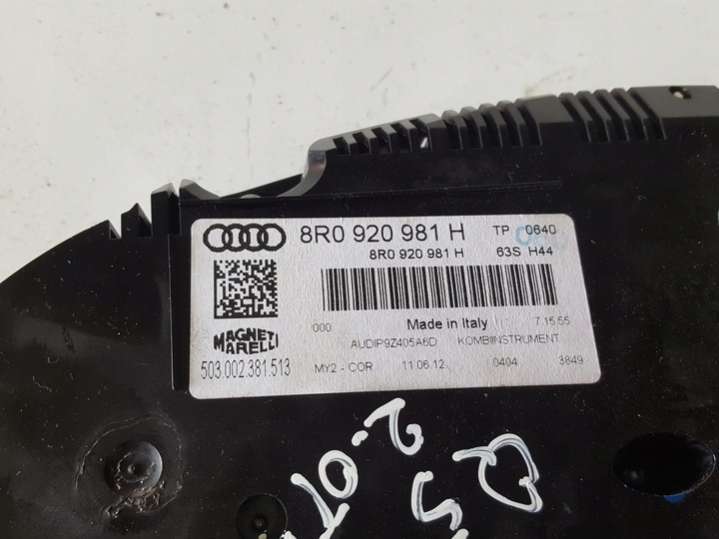 8R0 920 981 H TP 0640
8R0 920 981 H 63S H44
000 Made in Italy 7.15.55
MAGNETI
MARELLI
AUDIP9Z405A6D KOMBIINSTRUMENT
503 002.381.513 MY2 - COR 11.06.12 0404 3849
Q5